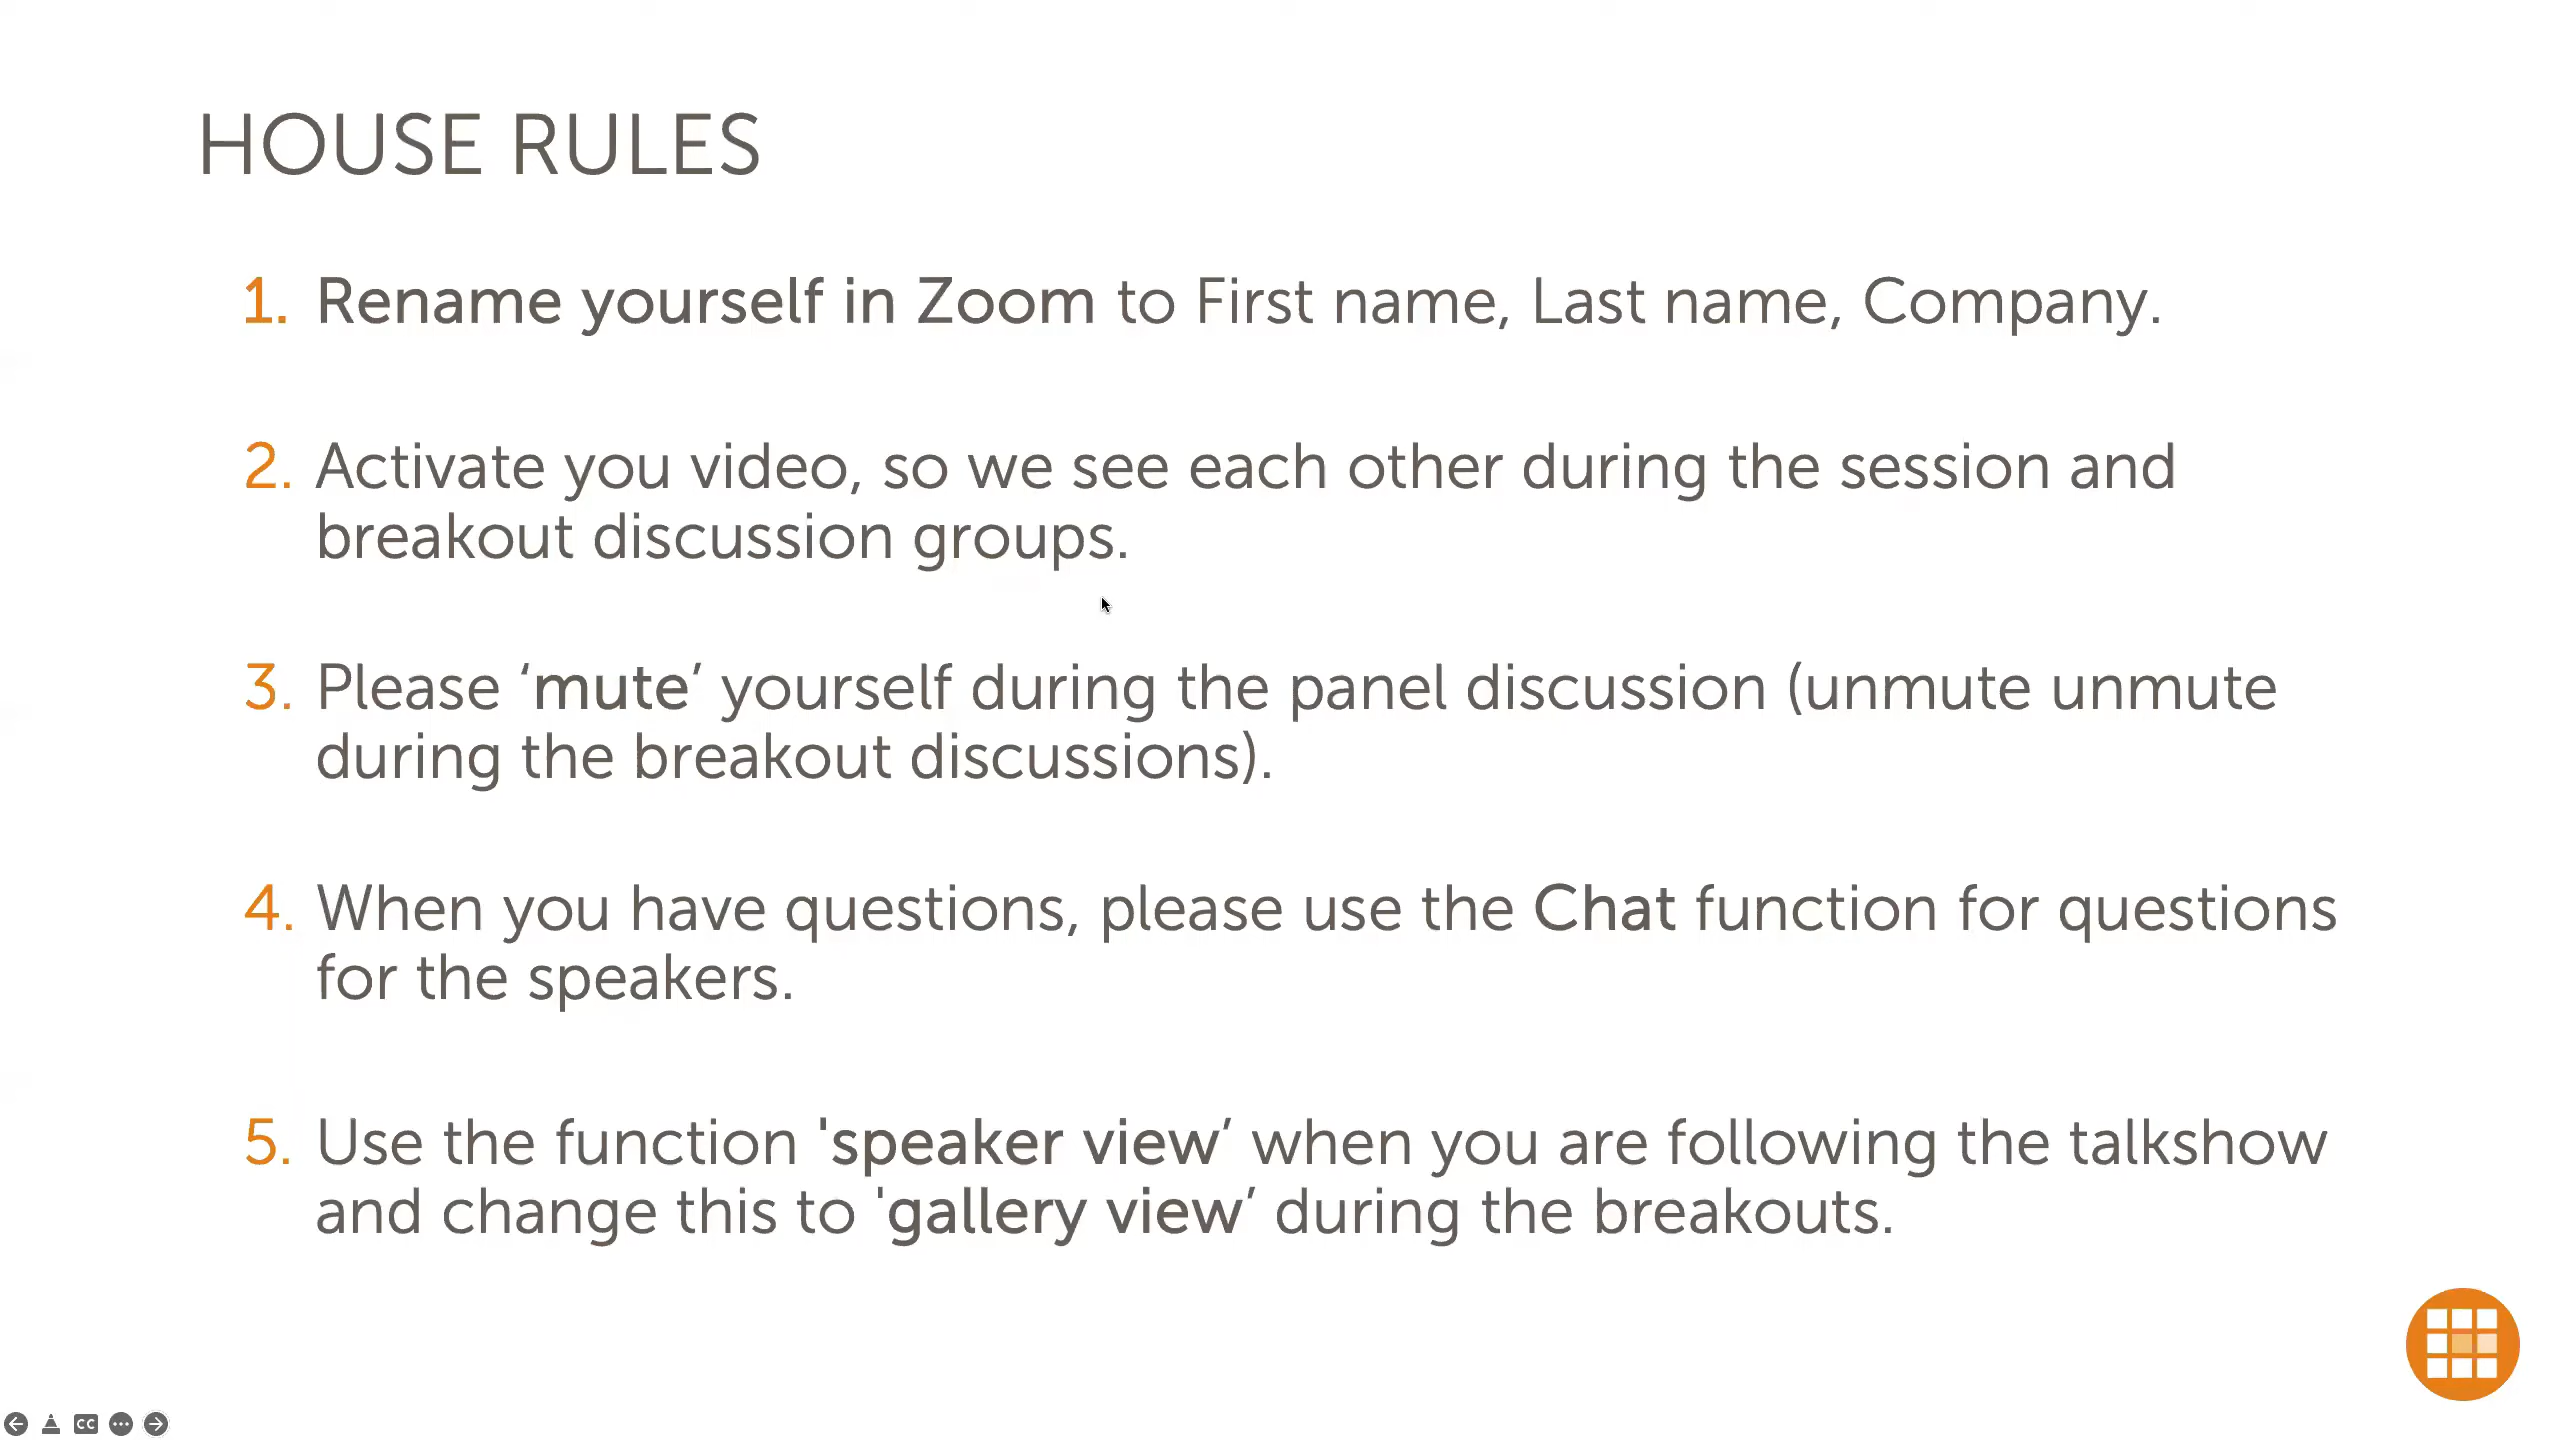 HOUSE RULES
1. Rename yourself in Zoom to First name, Last name, Company.
2. Activate you video, so we see each other during the session and
breakout discussion groups.
3. Please ‘mute’ yourself during the panel discussion (unmute unmute
during the breakout discussions).
4. When you have questions, please use the Chat function for questions
for the speakers.
5. Use the function 'speaker view’ when you are following the talkshow
and change this to 'gallery view’ during the breakouts.
CC